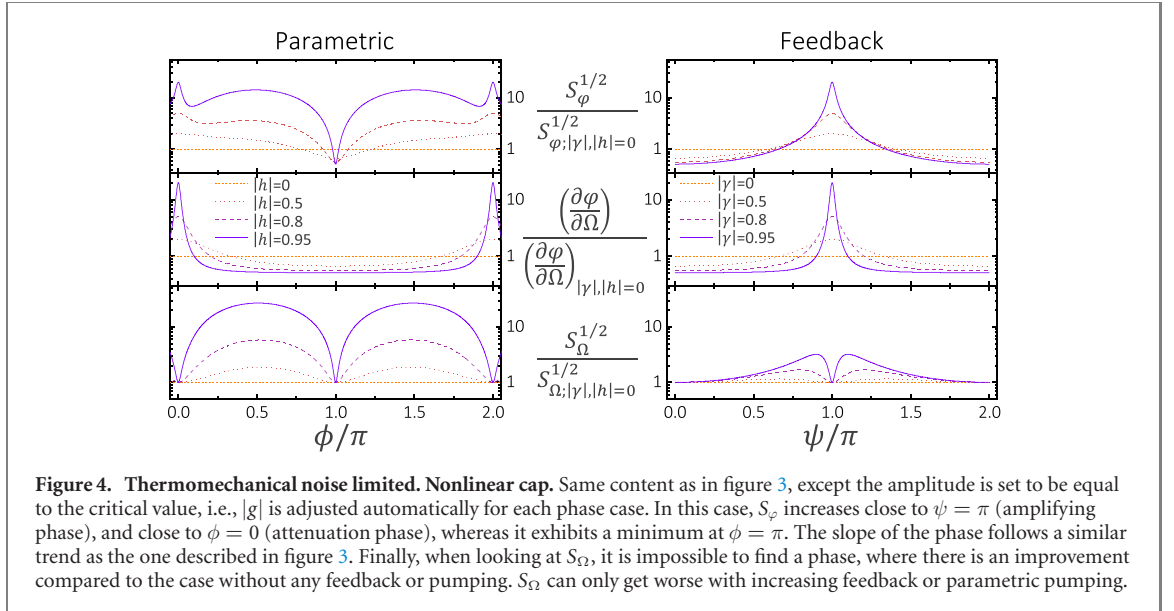 Parametric
Feedback
10
1
S_φ^{1/2} / S_{φ;|γ|,|h|=0}^{1/2}
10
1
|h|=0
|h|=0.5
|h|=0.8
|h|=0.95
10
1
(∂φ/∂Ω) / (∂φ/∂Ω)_{|γ|,|h|=0}
|γ|=0
|γ|=0.5
|γ|=0.8
|γ|=0.95
10
1
10
1
S_Ω^{1/2} / S_{Ω;|γ|,|h|=0}^{1/2}
10
1
0.0 0.5 1.0 1.5 2.0
ϕ/π
0.0 0.5 1.0 1.5 2.0
ψ/π
Figure 4. Thermomechanical noise limited. Nonlinear cap. Same content as in figure 3, except the amplitude is set to be equal
to the critical value, i.e., |g| is adjusted automatically for each phase case. In this case, S_φ increases close to ψ = π (amplifying
phase), and close to ϕ = 0 (attenuation phase), whereas it exhibits a minimum at ϕ = π. The slope of the phase follows a similar
trend as the one described in figure 3. Finally, when looking at S_Ω, it is impossible to find a phase, where there is an improvement
compared to the case without any feedback or pumping. S_Ω can only get worse with increasing feedback or parametric pumping.